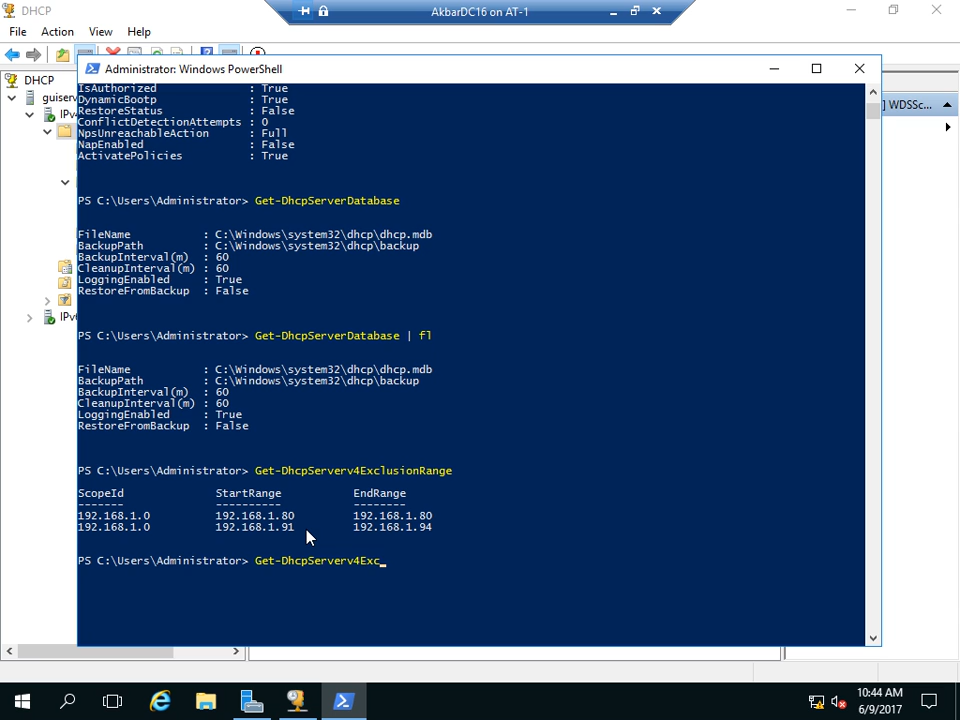 DHCP
AkbarDC16 on AT-1
File Action View Help
DHCP
guiserv
IPv4
IPv6
Administrator: Windows PowerShell
] WDSSc...
IsAuthorized : True
DynamicBootp : True
RestoreStatus : False
ConflictDetectionAttempts : 0
NpsUnreachableAction : Full
NapEnabled : False
ActivatePolicies : True
PS C:\Users\Administrator> Get-DhcpServerDatabase
FileName : C:\Windows\system32\dhcp\dhcp.mdb
BackupPath : C:\Windows\system32\dhcp\backup
BackupInterval(m) : 60
CleanupInterval(m) : 60
LoggingEnabled : True
RestoreFromBackup : False
PS C:\Users\Administrator> Get-DhcpServerDatabase | fl
FileName : C:\Windows\system32\dhcp\dhcp.mdb
BackupPath : C:\Windows\system32\dhcp\backup
BackupInterval(m) : 60
CleanupInterval(m) : 60
LoggingEnabled : True
RestoreFromBackup : False
PS C:\Users\Administrator> Get-DhcpServerv4ExclusionRange
ScopeId StartRange EndRange
------- ---------- --------
192.168.1.0 192.168.1.80 192.168.1.80
192.168.1.0 192.168.1.91 192.168.1.94
PS C:\Users\Administrator> Get-DhcpServerv4Exc_
10:44 AM
6/9/2017